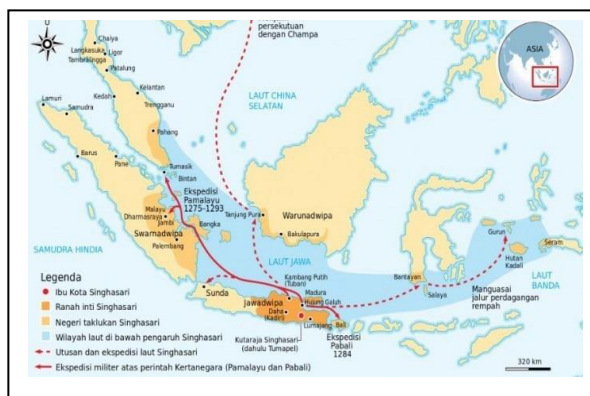 U
persekutuan
dengan Champa
ASIA
Chaiya
Langkasuka
Ligor
Tambralingga
Patalung
Kedah
Kelantan
Trengganu
LAUT CHINA
SELATAN
Lamuri
Samudra
Pahang
Barus
Pane
Tumasik
Bintan
Ekspedisi
Pamalayu
1275-1293
Tanjung Pura
Warunadwipa
Bakulapura
Malayu
Dharmasraya
Jambi
Bangka
Swarnadwipa
Palembang
SAMUDRA HINDIA
LAUT JAWA
Gurun
Seram
Hutan
Kadali
LAUT
BANDA
Bantayan
Salaya
Manguasai
jalur perdagangan
rempah
Kambang Putih
(Tuban)
Madura
Hujung Galuh
Sunda
Jawadwipa
Daha
(Kadiri)
Lumajang
Bali
Kutaraja Singhasari
(dahulu Tumapel)
Ekspedisi
Pabali
1284
Legenda
Ibu Kota Singhasari
Ranah inti Singhasari
Negeri taklukan Singhasari
Wilayah laut di bawah pengaruh Singhasari
Utusan dan ekspedisi laut Singhasari
Ekspedisi militer atas perintah Kertanegara (Pamalayu dan Pabali)
320 km